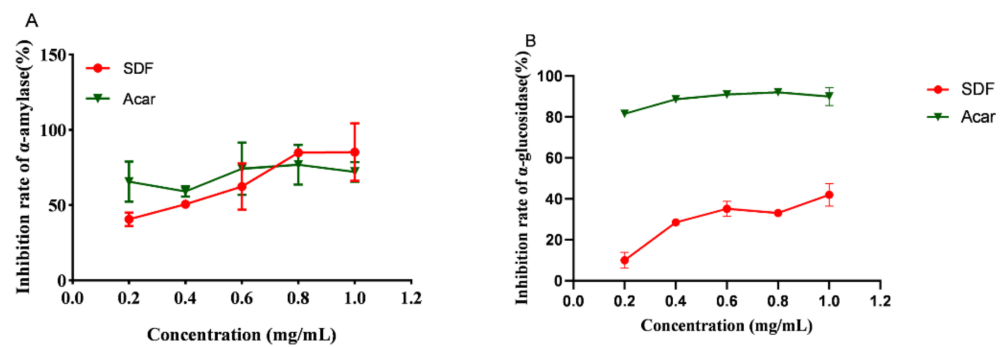 A
Inhibition rate of α-amylase(%)
150
100
50
0
SDF
Acar
0.0 0.2 0.4 0.6 0.8 1.0 1.2
Concentration (mg/mL)
B
Inhibition rate of α-glucosidase(%)
100
80
60
40
20
0
0.0 0.2 0.4 0.6 0.8 1.0 1.2
Concentration (mg/mL)
SDF
Acar